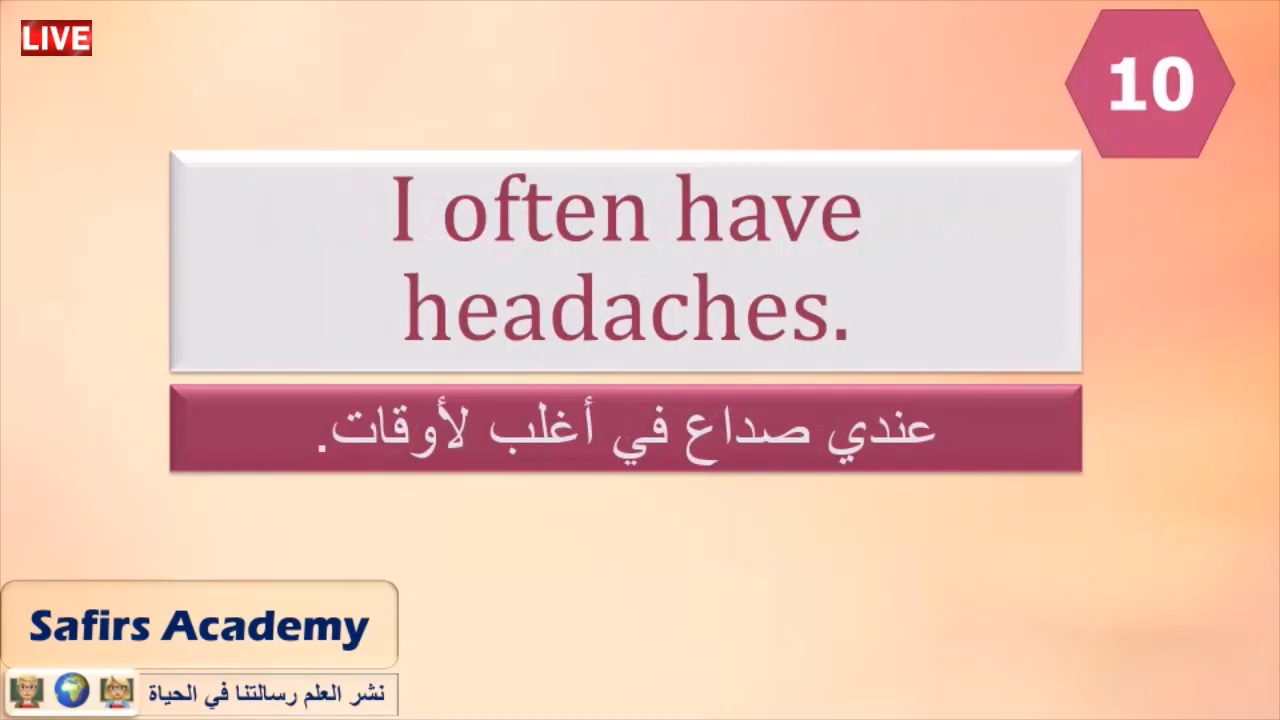 LIVE
10
I often have
headaches.
عندي صداع في أغلب لأوقات.
Safirs Academy
نشر العلم رسالتنا في الحياة